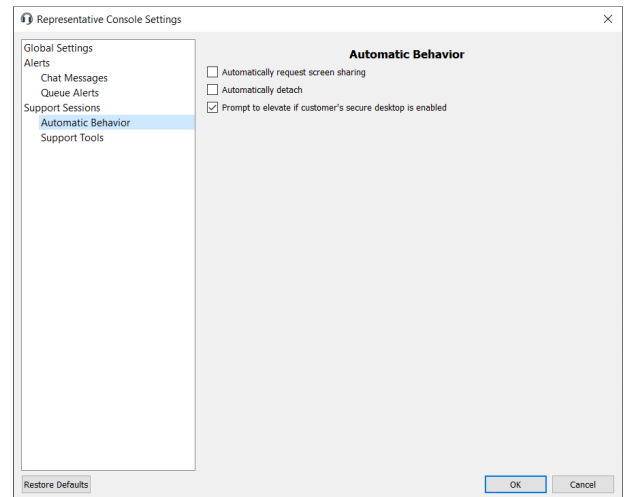 Representative Console Settings
Global Settings
Alerts
Chat Messages
Queue Alerts
Support Sessions
Automatic Behavior
Support Tools
Automatic Behavior
Automatically request screen sharing
Automatically detach
Prompt to elevate if customer's secure desktop is enabled
Restore Defaults
OK
Cancel